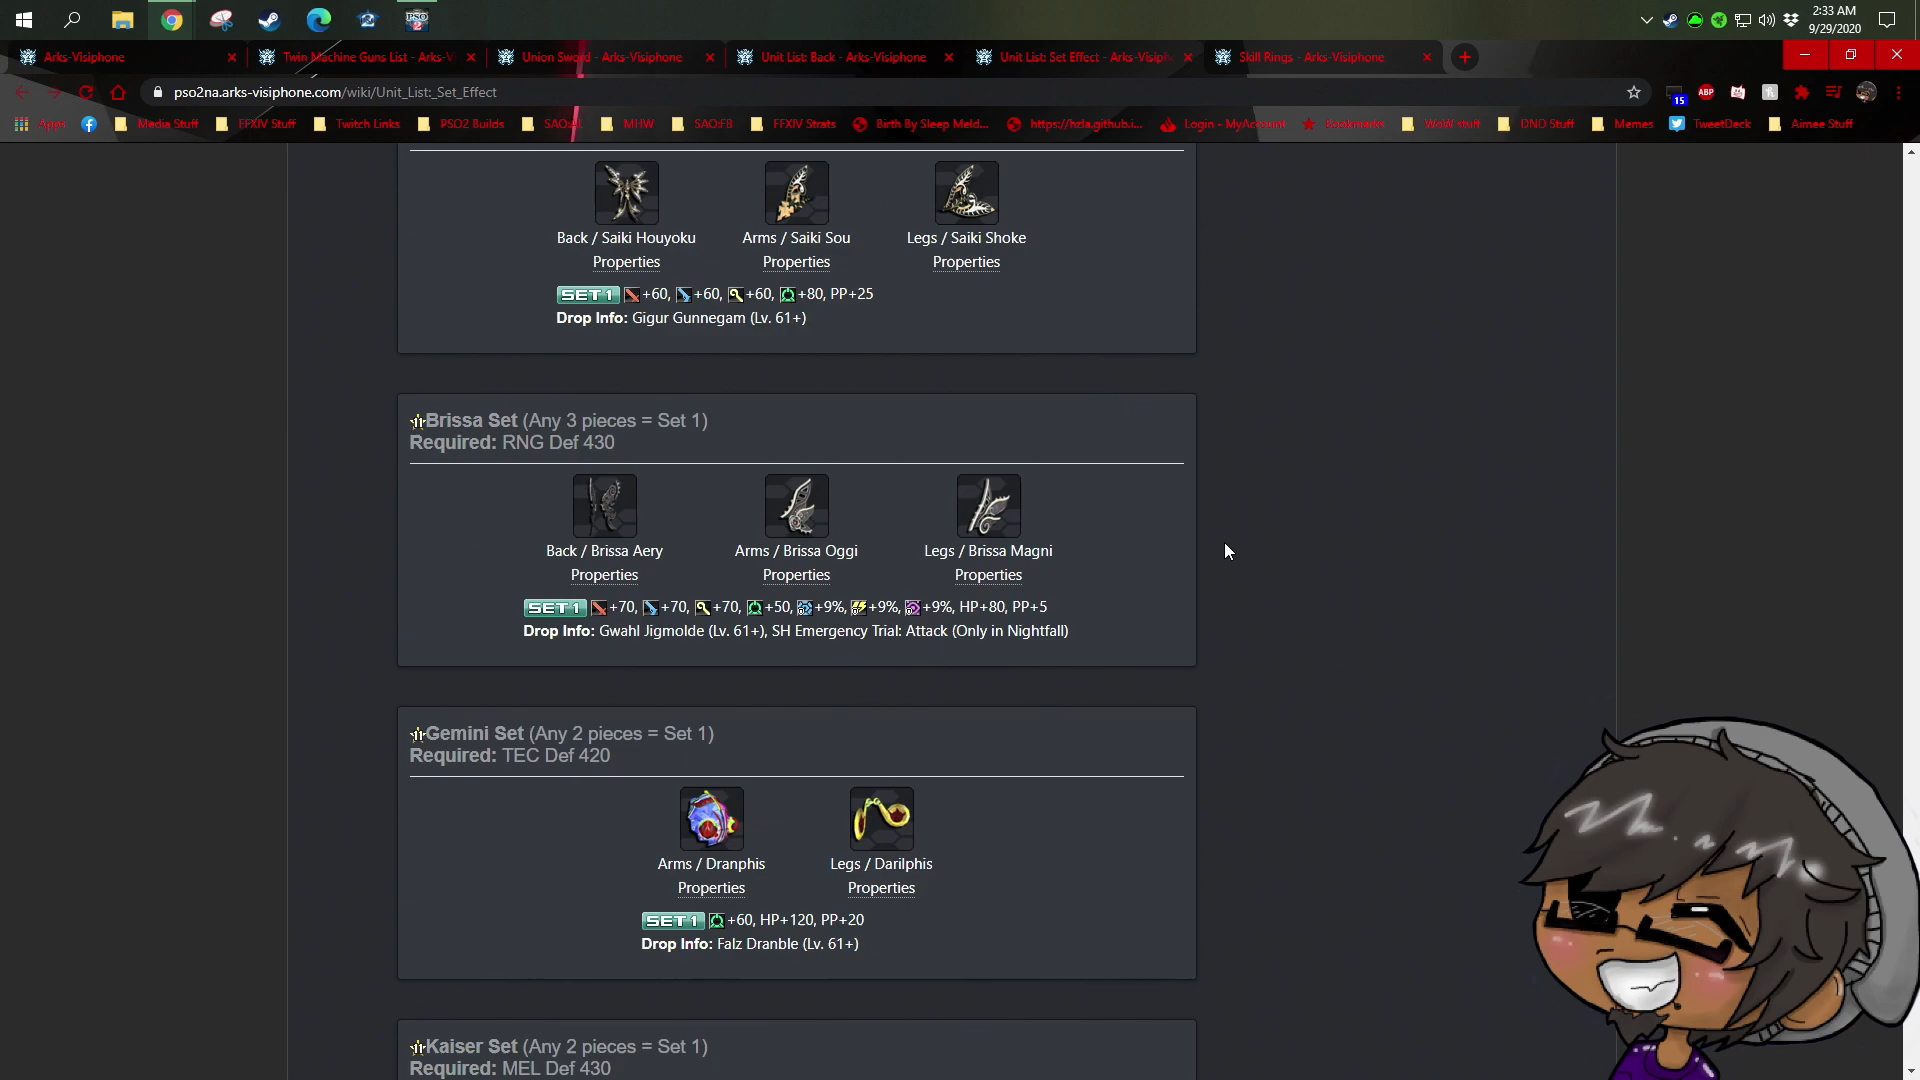 2:33 AM
9/29/2020
Arks-Visiphone
Twin Machine Guns List - Arks-V
Union Sword - Arks-Visiphone
Unit List: Back - Arks-Visiphone
Unit List: Set Effect - Arks-Visiph
Skill Rings - Arks-Visiphone
pso2na.arks-visiphone.com/wiki/Unit_List:_Set_Effect
15
ABP
Apps
Media Stuff
FFXIV Stuff
Twitch Links
PSO2 Builds
MHW
SAO:FB
FFXIV Strats
Birth By Sleep Meld...
https://hzla.github.i...
Login - MyAccount
Bookmarks
WoW stuff
DND Stuff
Memes
TweetDeck
Aimee Stuff
Back / Saiki Houyoku
Arms / Saiki Sou
Legs / Saiki Shoke
Properties
Properties
Properties
SET 1 +60, +60, +60, +80, PP+25
Drop Info: Gigur Gunnegam (Lv. 61+)
11Brissa Set (Any 3 pieces = Set 1)
Required: RNG Def 430
Back / Brissa Aery
Arms / Brissa Oggi
Legs / Brissa Magni
Properties
Properties
Properties
SET 1 +70, +70, +70, +50, +9%, +9%, +9%, HP+80, PP+5
Drop Info: Gwahl Jigmolde (Lv. 61+), SH Emergency Trial: Attack (Only in Nightfall)
11Gemini Set (Any 2 pieces = Set 1)
Required: TEC Def 420
Arms / Dranphis
Legs / Darilphis
Properties
Properties
SET 1 +60, HP+120, PP+20
Drop Info: Falz Dranble (Lv. 61+)
11Kaiser Set (Any 2 pieces = Set 1)
Required: MEL Def 430